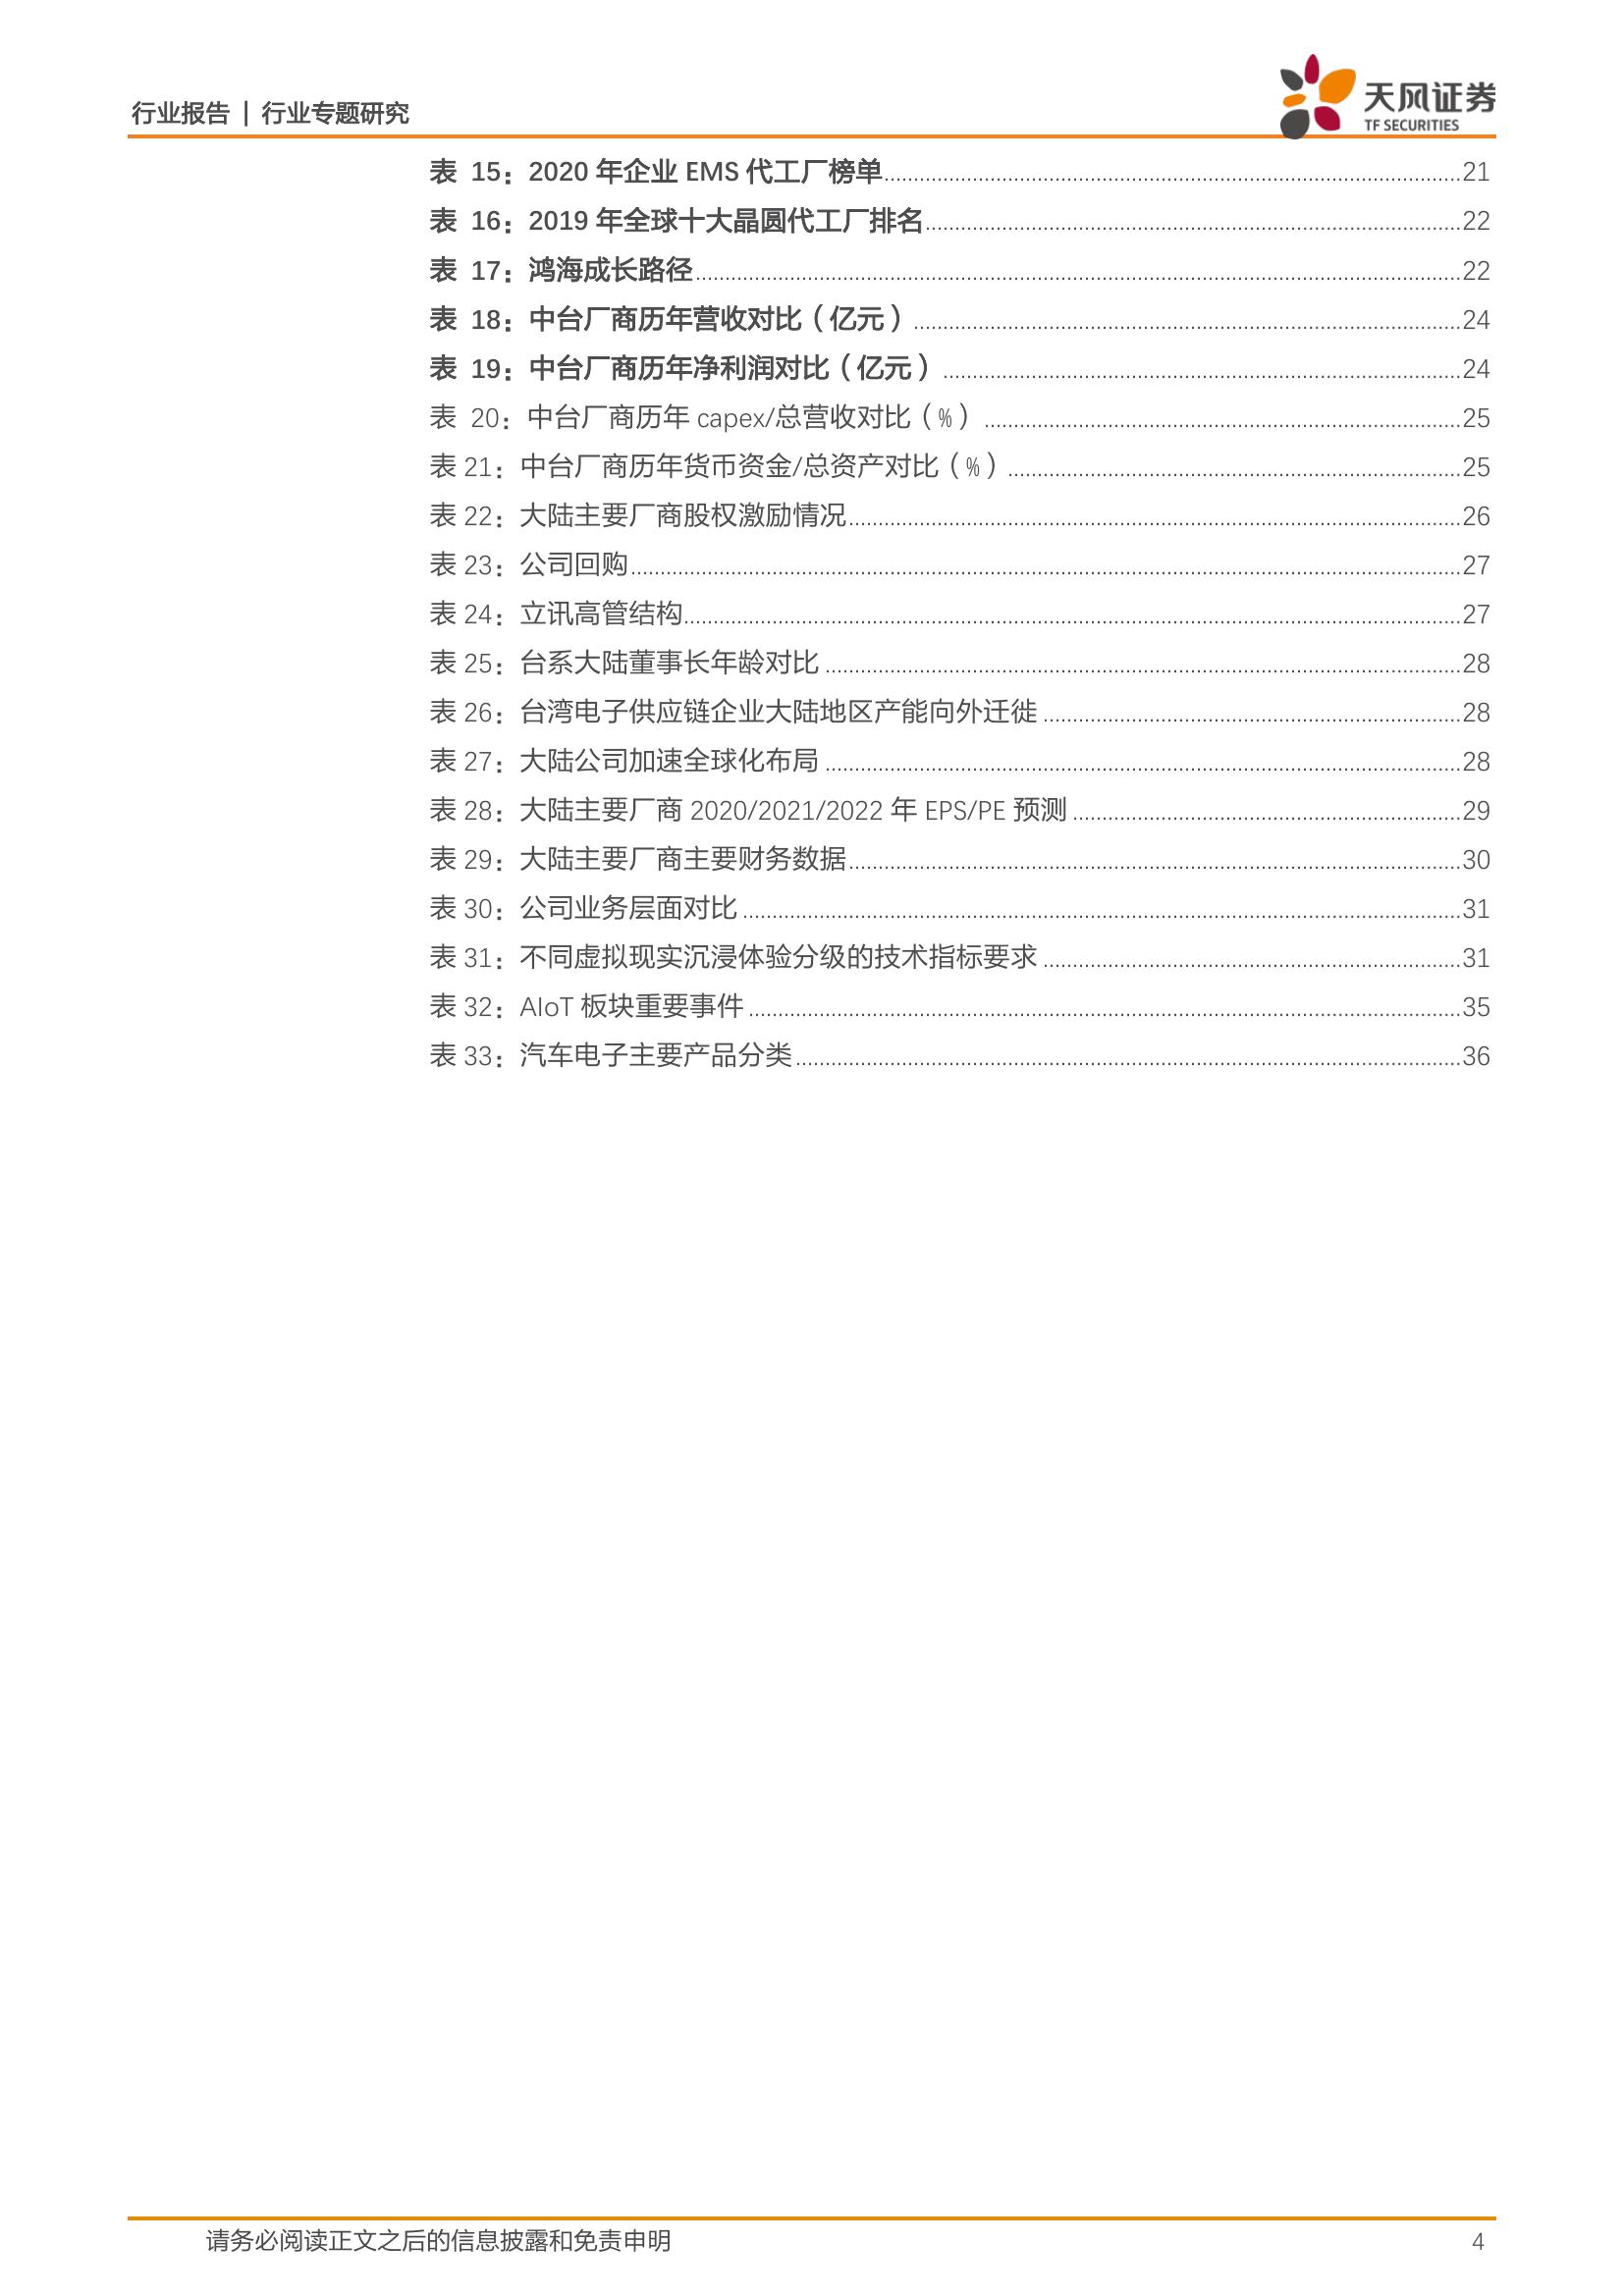 行业报告 | 行业专题研究
天风证券
TF SECURITIES
表 15：2020 年企业 EMS 代工厂榜单 21
表 16：2019 年全球十大晶圆代工厂排名 22
表 17：鸿海成长路径 22
表 18：中台厂商历年营收对比（亿元） 24
表 19：中台厂商历年净利润对比（亿元） 24
表 20：中台厂商历年 capex/总营收对比（%） 25
表 21：中台厂商历年货币资金/总资产对比（%） 25
表 22：大陆主要厂商股权激励情况 26
表 23：公司回购 27
表 24：立讯高管结构 27
表 25：台系大陆董事长年龄对比 28
表 26：台湾电子供应链企业大陆地区产能向外迁徙 28
表 27：大陆公司加速全球化布局 28
表 28：大陆主要厂商 2020/2021/2022 年 EPS/PE 预测 29
表 29：大陆主要厂商主要财务数据 30
表 30：公司业务层面对比 31
表 31：不同虚拟现实沉浸体验分级的技术指标要求 31
表 32：AIoT 板块重要事件 35
表 33：汽车电子主要产品分类 36
请务必阅读正文之后的信息披露和免责申明 4